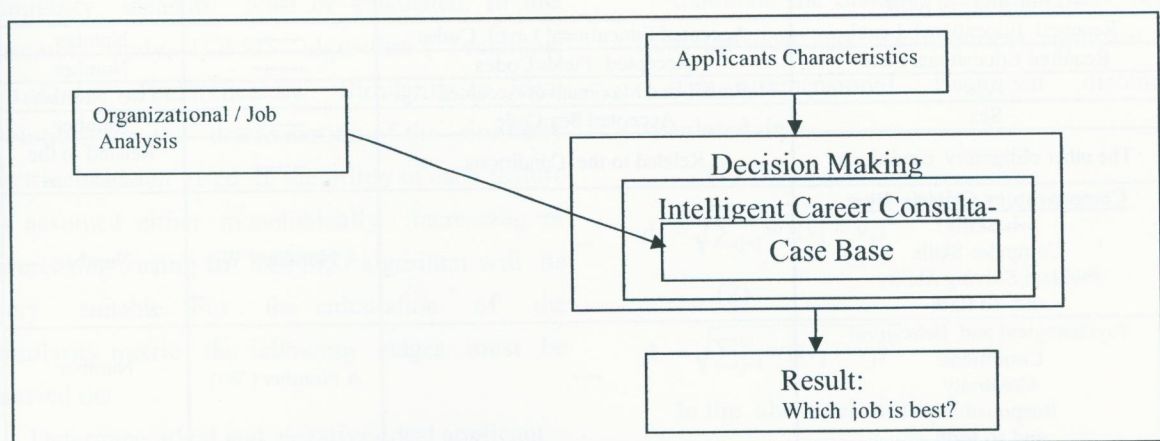 Applicants Characteristics
Organizational / Job
Analysis
Decision Making
Intelligent Career Consulta-
Case Base
Result:
Which job is best?